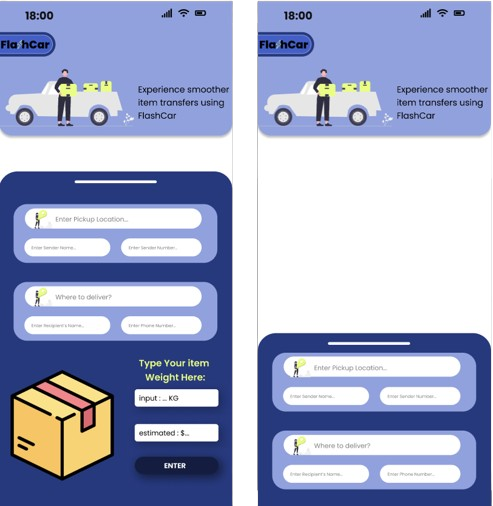 18:00
FlashCar
Experience smoother
item transfers using
FlashCar
Enter Pickup Location...
Enter Sender Name...
Enter Sender Number...
Where to deliver?
Enter Recipient's Name...
Enter Phone Number...
Type Your item
Weight Here:
input : ... KG
estimated : $...
ENTER
18:00
FlashCar
Experience smoother
item transfers using
FlashCar
Enter Pickup Location...
Enter Sender Name...
Enter Sender Number...
Where to deliver?
Enter Recipient's Name...
Enter Phone Number...